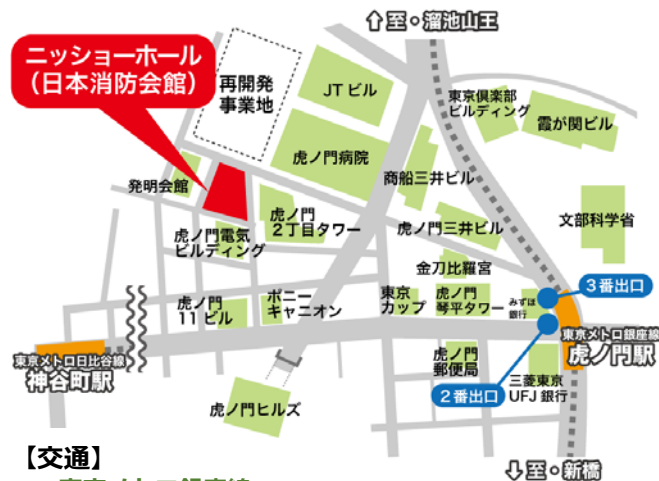 ↑至・溜池山王
ニッショーホール
（日本消防会館）
再開発
事業地
JTビル
東京倶楽部
ビルディング
霞が関ビル
虎ノ門病院
発明会館
商船三井ビル
虎ノ門
2丁目タワー
虎ノ門三井ビル
文部科学省
虎ノ門電気
ビルディング
金刀比羅宮
3番出口
虎ノ門
11ビル
ポニー
キャニオン
東京
カップ
虎ノ門
琴平タワー
みずほ
銀行
東京メトロ銀座線
虎ノ門駅
東京メトロ日比谷線
神谷町駅
虎ノ門
郵便局
三菱東京
UFJ銀行
2番出口
虎ノ門ヒルズ
【交通】
↓至・新橋